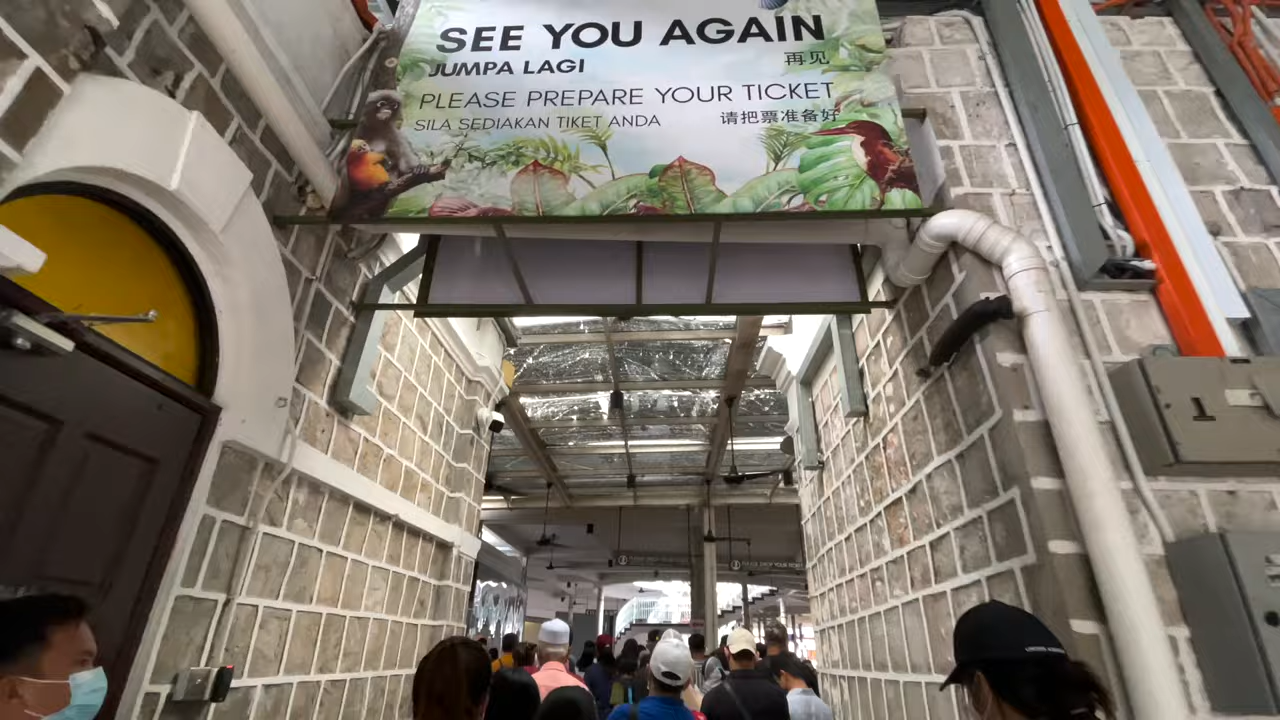 SEE YOU AGAIN
JUMPA LAGI
再见
PLEASE PREPARE YOUR TICKET
SILA SEDIAKAN TIKET ANDA
请把票准备好